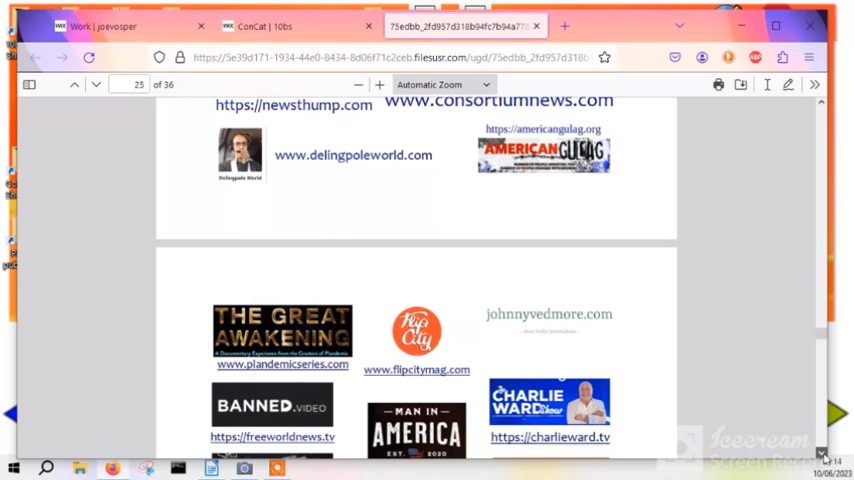 Work | joevosper
ConCat | 10bs
75edbb_2fd957d318b94fc7b94a778
https://5e39d171-1934-44e0-8434-8d06f71c2ceb.filesusr.com/ugd/75edbb_2fd957d318b
25 of 36
Automatic Zoom
https://newsthump.com
www.consortiumnews.com
https://americangulag.org
AMERICAN GULAG
www.delingpoleworld.com
Delingpole World
THE GREAT
AWAKENING
A Documentary Experience from the Creators of Plandemic
www.plandemicseries.com
Flip
City
www.flipcitymag.com
johnnyvedmore.com
BANNED.VIDEO
https://freeworldnews.tv
MAN IN
AMERICA
EST. 2020
The
CHARLIE
WARD Show
https://charlieward.tv
Icecream
Screen Recorder
10/06/2023